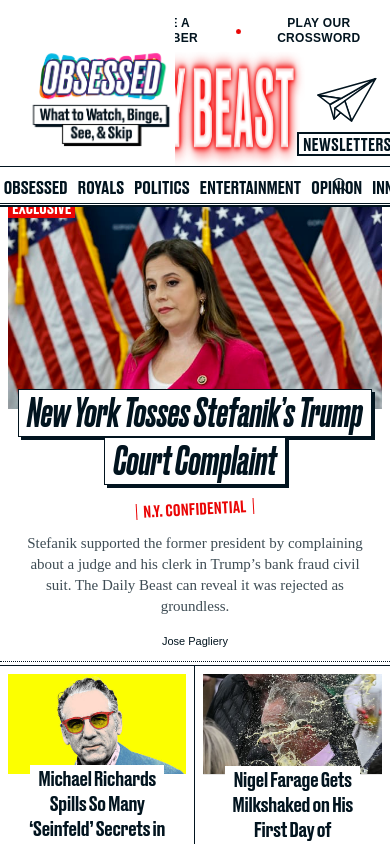 E A
BER
PLAY OUR
CROSSWORD
OBSESSED
What to Watch, Binge,
See, & Skip
Y BEAST
NEWSLETTERS
OBSESSED ROYALS POLITICS ENTERTAINMENT OPINION INN
EXCLUSIVE
New York Tosses Stefanik’s Trump
Court Complaint
N.Y. CONFIDENTIAL
Stefanik supported the former president by complaining
about a judge and his clerk in Trump’s bank fraud civil
suit. The Daily Beast can reveal it was rejected as
groundless.
Jose Pagliery
Michael Richards
Spills So Many
‘Seinfeld’ Secrets in
Nigel Farage Gets
Milkshaked on His
First Day of